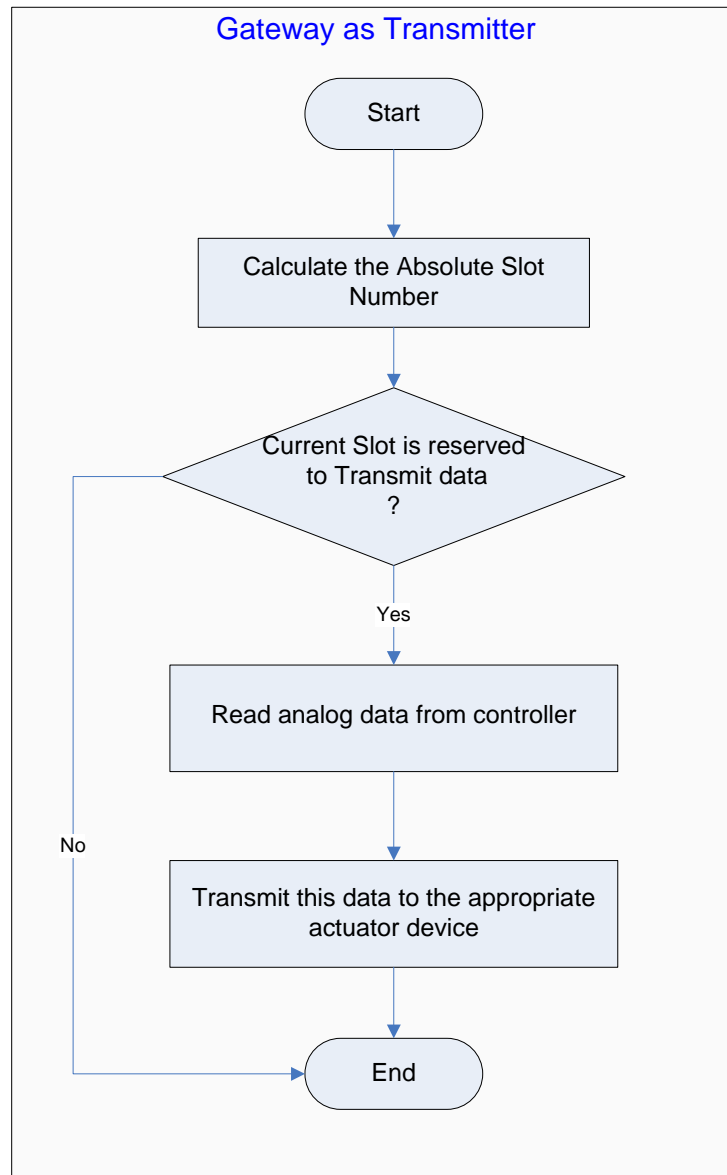 Gateway as Transmitter
Start
Calculate the Absolute Slot
Number
Current Slot is reserved
to Transmit data
?
Yes
Read analog data from controller
No
Transmit this data to the appropriate
actuator device
End